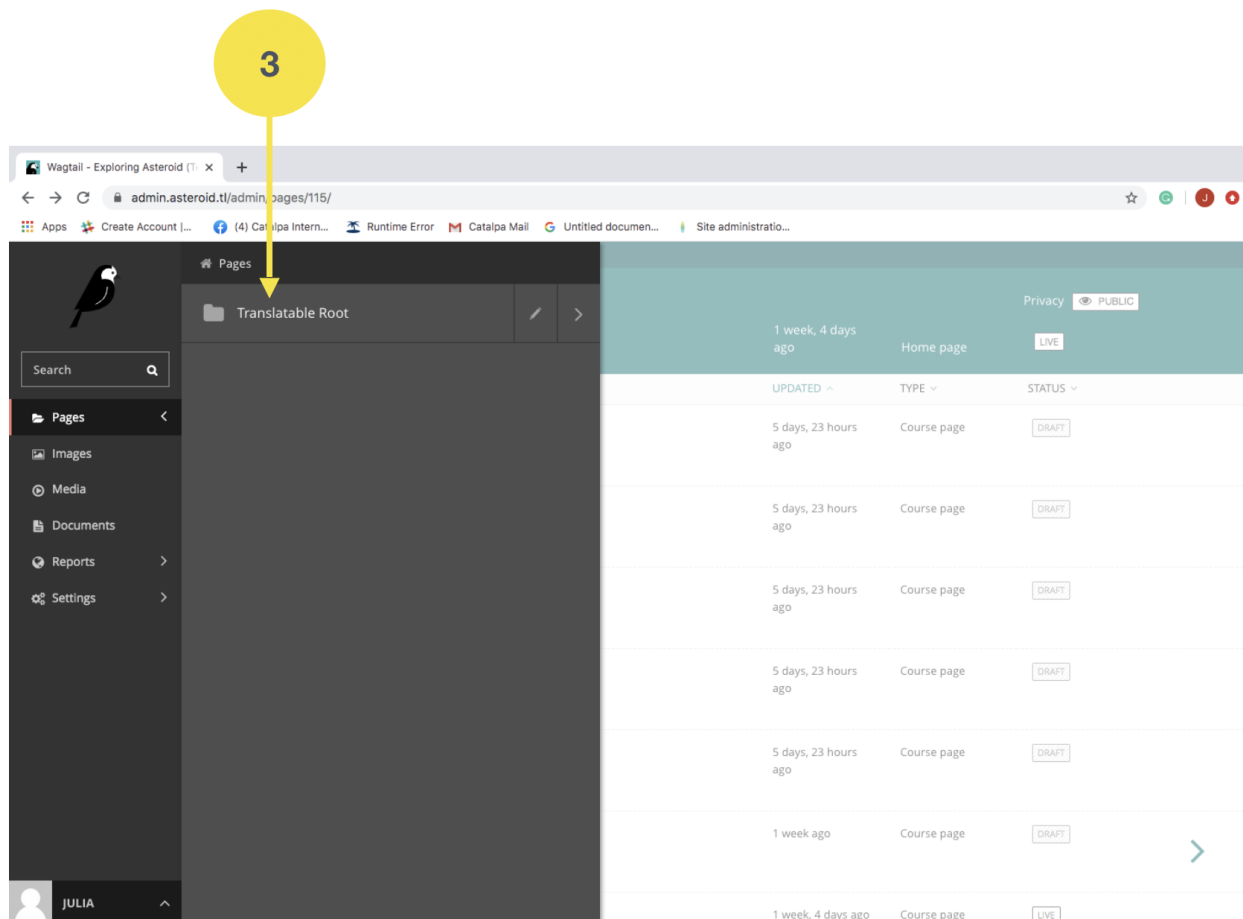 3
Wagtail - Exploring Asteroid (T
admin.asteroid.tl/admin/pages/115/
Apps Create Account |... (4) Catalpa Intern... Runtime Error Catalpa Mail Untitled documen... Site administratio...
Pages
Translatable Root
Privacy PUBLIC
1 week, 4 days
ago Home page LIVE
Search
UPDATED TYPE STATUS
Pages
Images
Media
Documents
Reports
Settings
5 days, 23 hours Course page DRAFT
ago
5 days, 23 hours Course page DRAFT
ago
5 days, 23 hours Course page DRAFT
ago
5 days, 23 hours Course page DRAFT
ago
5 days, 23 hours Course page DRAFT
ago
1 week ago Course page DRAFT
JULIA
1 week, 4 days ago Course page LIVE